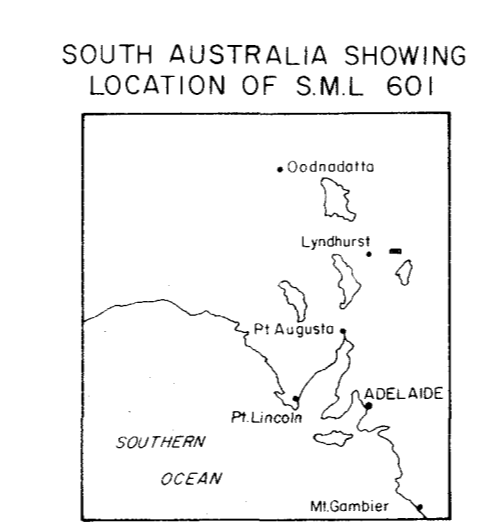 SOUTH AUSTRALIA SHOWING
LOCATION OF S.M.L 601
Oodnadatta
Lyndhurst
Pt Augusta
ADELAIDE
Pt. Lincoln
SOUTHERN
OCEAN
Mt. Gambier